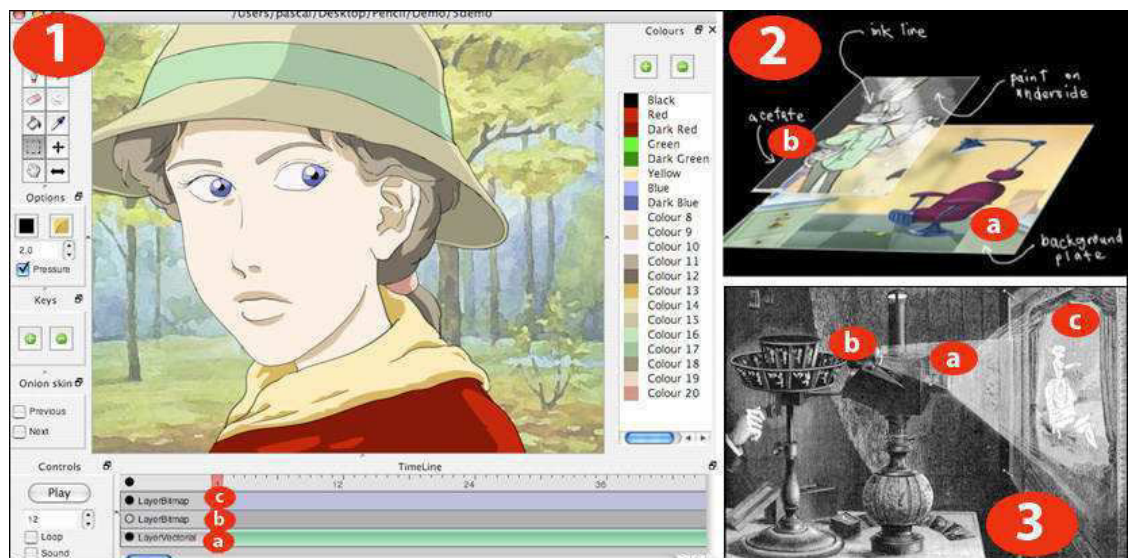 /Users/pascal/Desktop/Pencil/Demo/5demo
1
Colours
Black
Red
Dark Red
Green
Dark Green
Yellow
Blue
Dark Blue
Colour 8
Colour 9
Colour 10
Colour 11
Colour 12
Colour 13
Colour 14
Colour 15
Colour 16
Colour 17
Colour 18
Colour 19
Colour 20
Options
2,0
Pressure
Keys
Onion skin
Previous
Next
Controls
Play
12
Loop
Sound
TimeLine
1
12
24
36
LayerBitmap
c
LayerBitmap
b
LayerVectorial
a
2
ink line
paint on
underside
acetate
b
a
background
plate
b
a
c
3